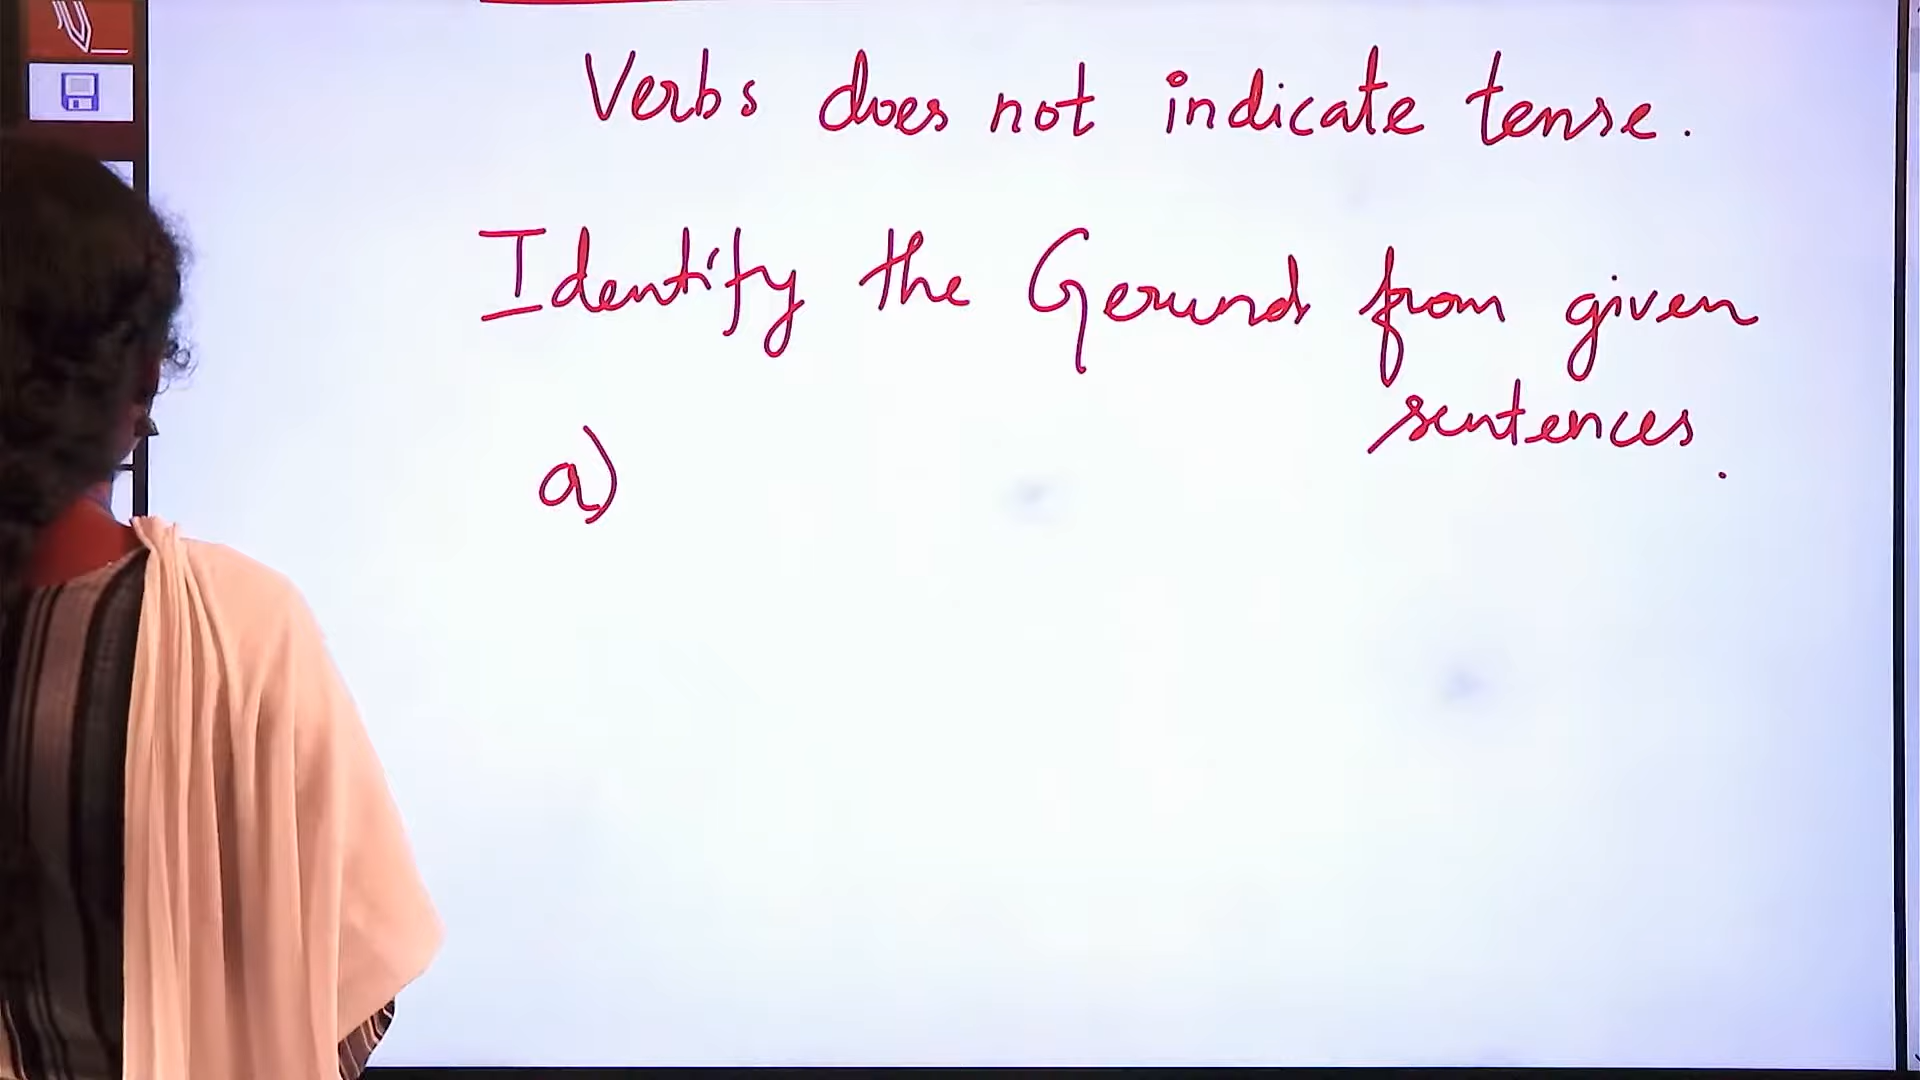 Verbs does not indicate tense.
Identify the Gerund from given
sentences.
a)